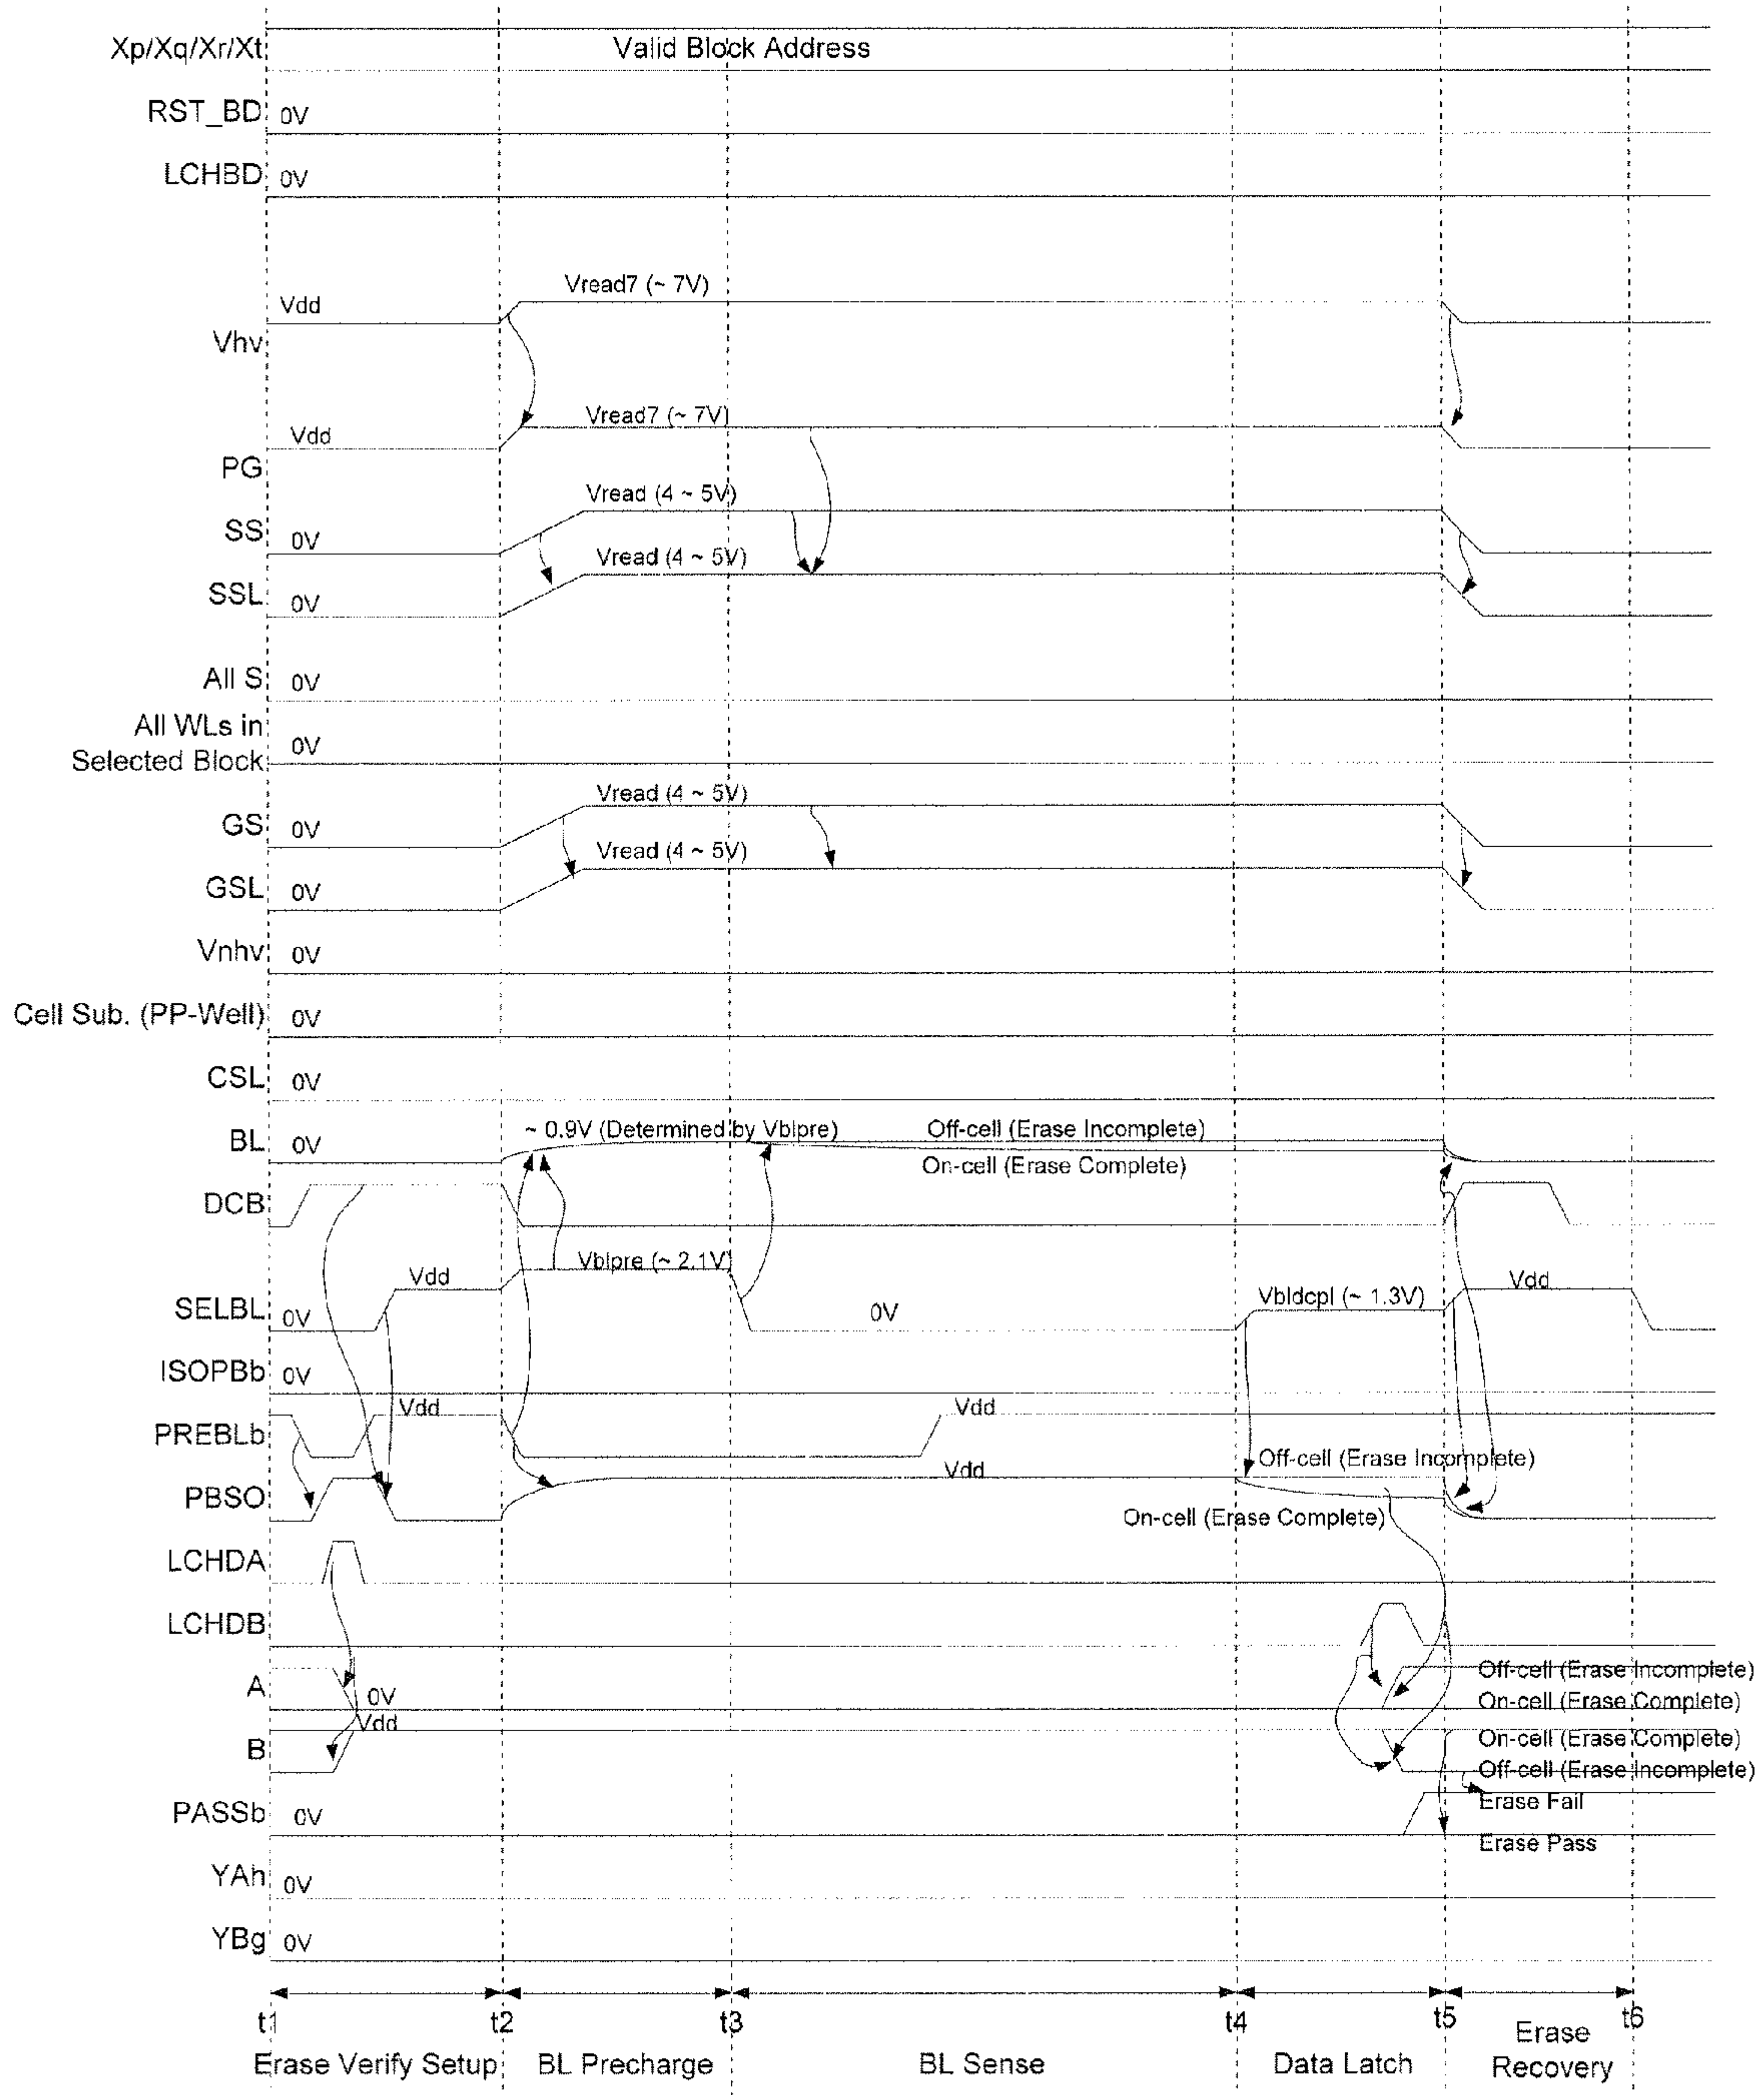 Xp/Xq/Xr/Xt
Valid Block Address
RST_BD
0V
LCHBD
0V
Vread7 (~ 7V)
Vdd
Vhv
Vread7 (~ 7V)
Vdd
PG
Vread (4 ~ 5V)
SS
0V
Vread (4 ~ 5V)
SSL
0V
All S
0V
All WLs in
Selected Block
0V
Vread (4 ~ 5V)
GS
0V
Vread (4 ~ 5V)
GSL
0V
Vnhv
0V
Cell Sub. (PP-Well)
0V
CSL
0V
~ 0.9V (Determined by Vblpre)
Off-cell (Erase Incomplete)
BL
0V
On-cell (Erase Complete)
DCB
Vblpre (~ 2.1V)
Vdd
Vdd
Vbldcpl (~ 1.3V)
SELBL
0V
0V
ISOPBb
0V
Vdd
Vdd
PREBLb
Off-cell (Erase Incomplete)
Vdd
PBSO
On-cell (Erase Complete)
LCHDA
LCHDB
Off-cell (Erase Incomplete)
A
0V
On-cell (Erase Complete)
Vdd
On-cell (Erase Complete)
B
Off-cell (Erase Incomplete)
Erase Fail
PASSb
0V
Erase Pass
YAh
0V
YBg
0V
t1
t2
t3
t4
t5
t6
Erase Verify Setup
BL Precharge
BL Sense
Data Latch
Erase
Recovery